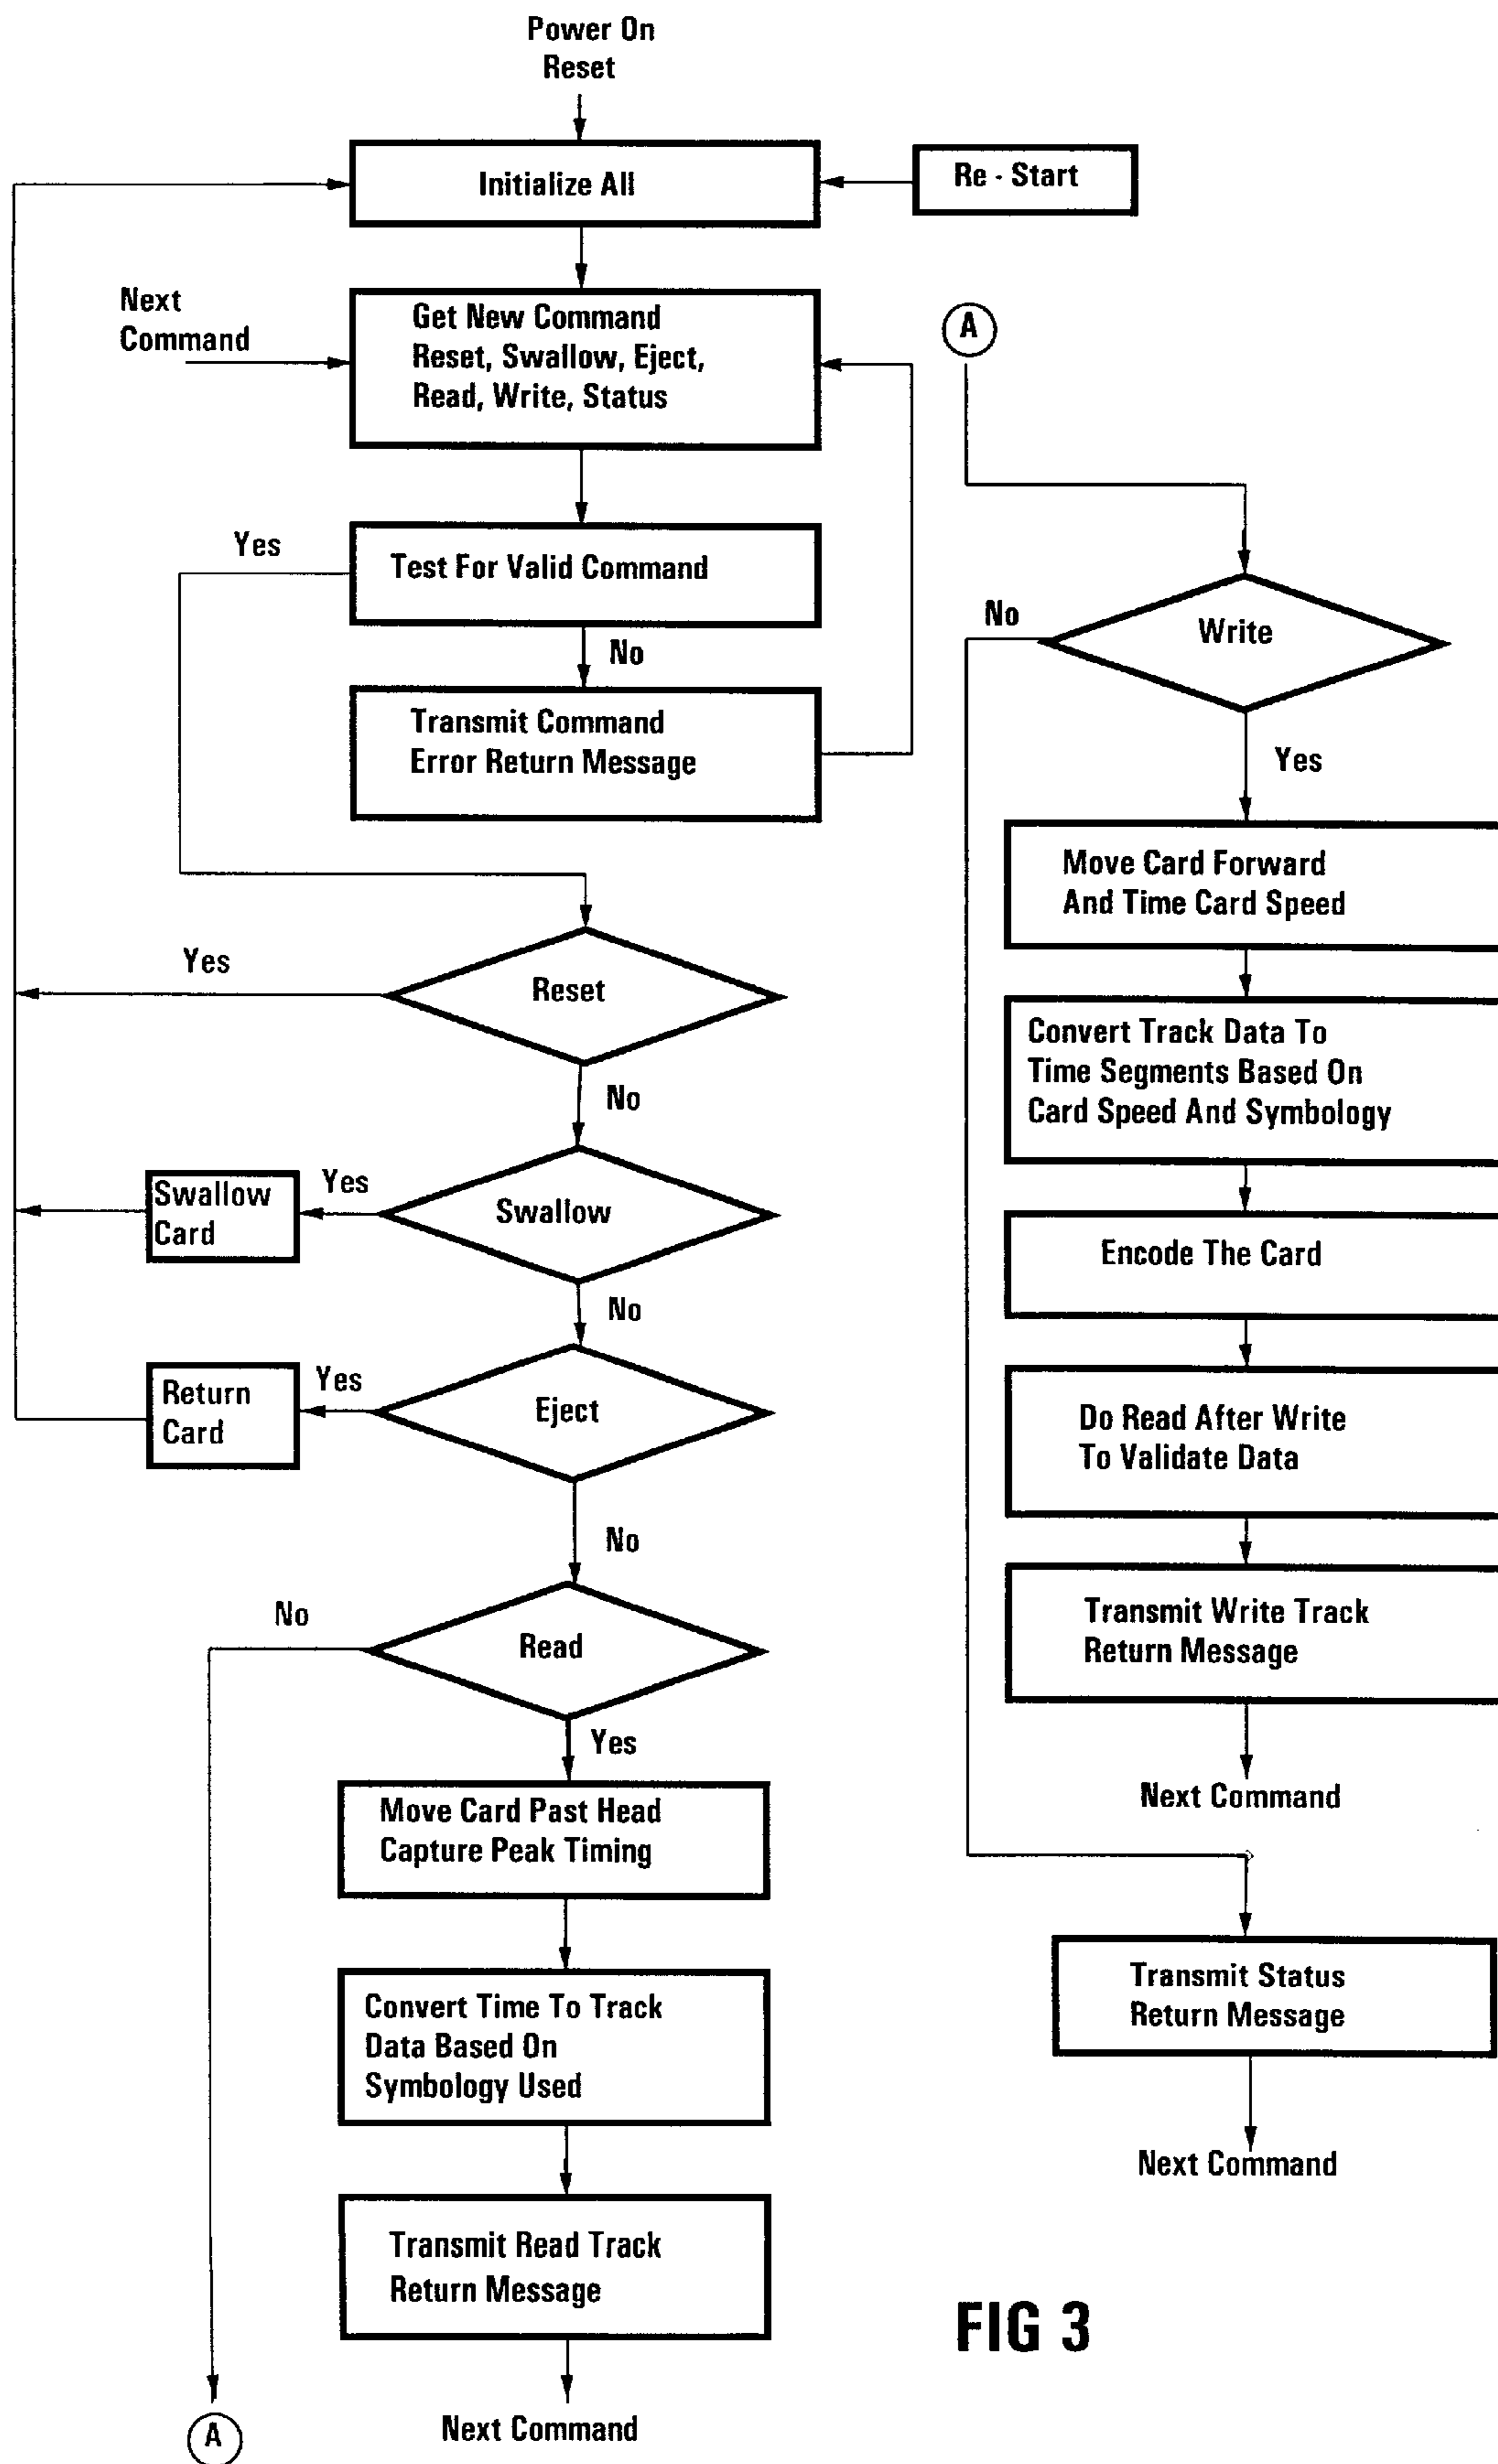 Power On
Reset
Initialize All
Re - Start
Next
Command
Get New Command
Reset, Swallow, Eject,
Read, Write, Status
Yes
Test For Valid Command
No
Transmit Command
Error Return Message
Yes
Reset
No
Swallow
Card
Yes
Swallow
No
Return
Card
Yes
Eject
No
No
Read
Yes
Move Card Past Head
Capture Peak Timing
Convert Time To Track
Data Based On
Symbology Used
Transmit Read Track
Return Message
Next Command
A
A
No
Write
Yes
Move Card Forward
And Time Card Speed
Convert Track Data To
Time Segments Based On
Card Speed And Symbology
Encode The Card
Do Read After Write
To Validate Data
Transmit Write Track
Return Message
Next Command
Transmit Status
Return Message
Next Command
FIG 3